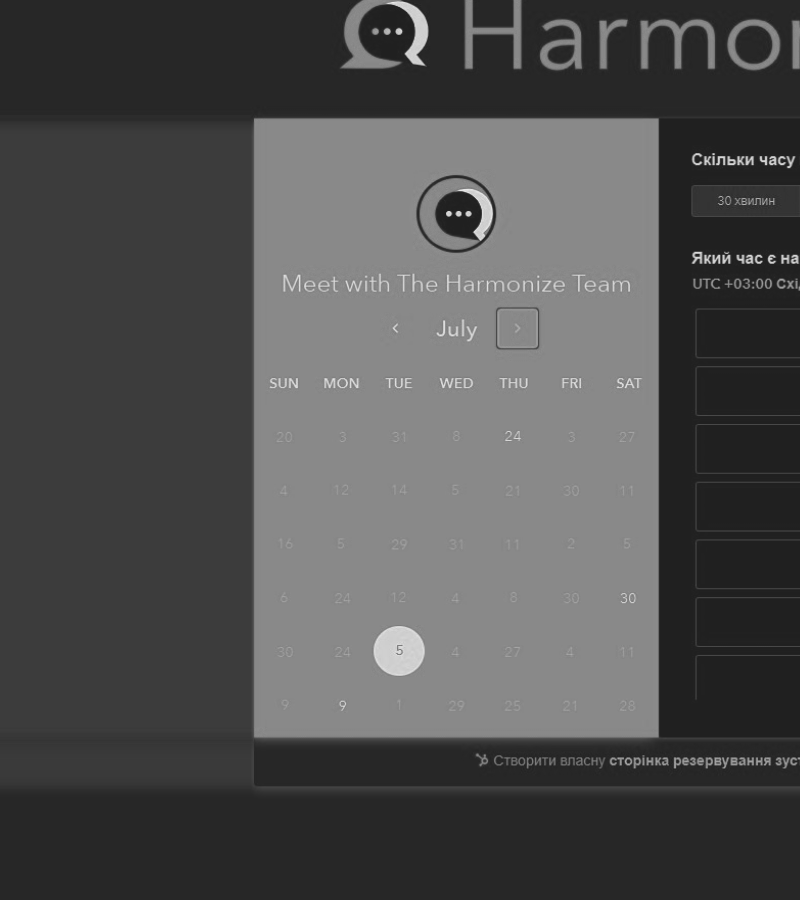 Harmon
Meet with The Harmonize Team
July
SUN MON TUE WED THU FRI SAT
20 3 31 8 24 3 27
4 12 14 5 21 30 11
16 5 29 31 11 2 5
6 24 12 4 8 30 30
30 24 5 4 27 4 11
9 9 1 29 25 21 28
Скільки часу
30 хвилин
Який час є на
UTC +03:00 Схі
Створити власну сторінка резервування зуст